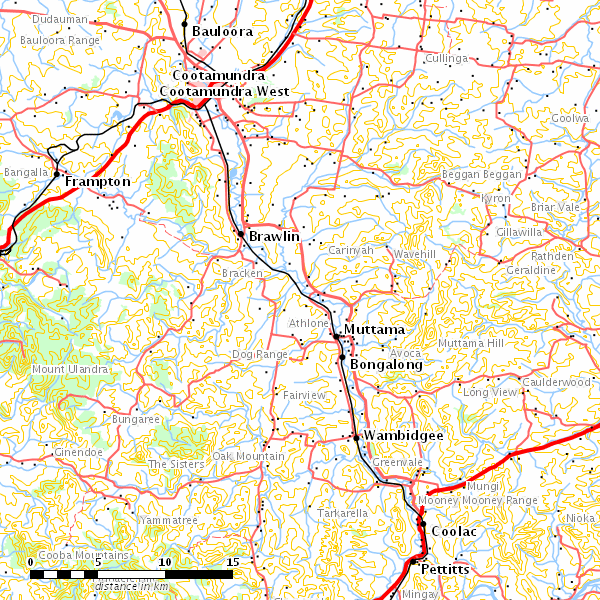 Dudauman
Bauloora Range
Bauloora
Cullinga
Cootamundra
Cootamundra West
Goolwa
Bangalla
Frampton
Beggan Beggan
Kyron
Briar Vale
Gillawilla
Brawlin
Carinyah
Wavehill
Rathden
Geraldine
Bracken
Athlone
Muttama
Muttama Hill
Dog Range
Avoca
Bongalong
Mount Ulandra
Caulderwood
Long View
Fairview
Bungaree
Wambidgee
Ginendoe
The Sisters
Oak Mountain
Greenvale
Mungi
Mooney Mooney Range
Yammatree
Tarkarella
Nioka
Coolac
Cooba Mountains
Pettitts
0 5 10 15
distance in km
Mingay